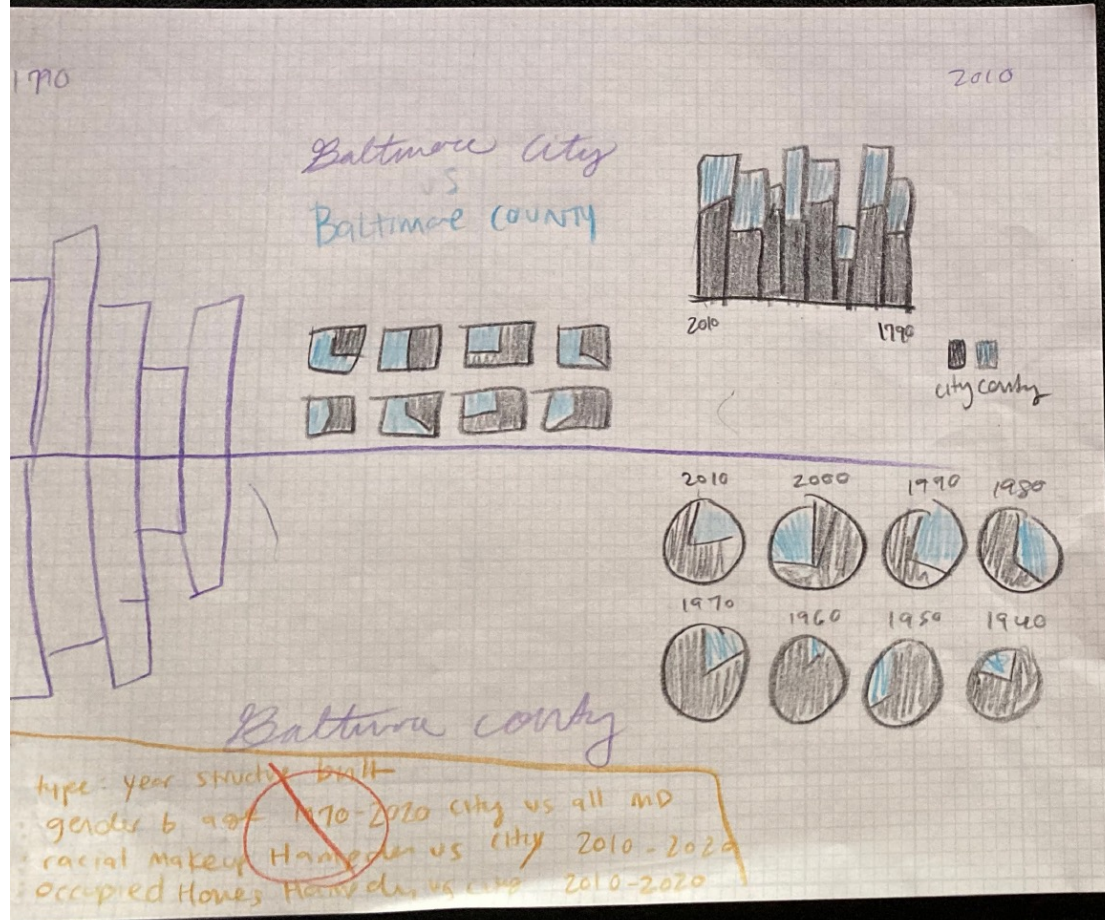 1790
2010
Baltimore City
vs
Baltimore COUNTY
2010 1790
city county
2010 2000 1990 1980
1970 1960 1950 1940
Baltimore county
type year structure built
gender b age 1970-2020 city vs all MD
racial makeup Hampden vs city 2010-2020
occupied Homes Hampden vs city 2010-2020